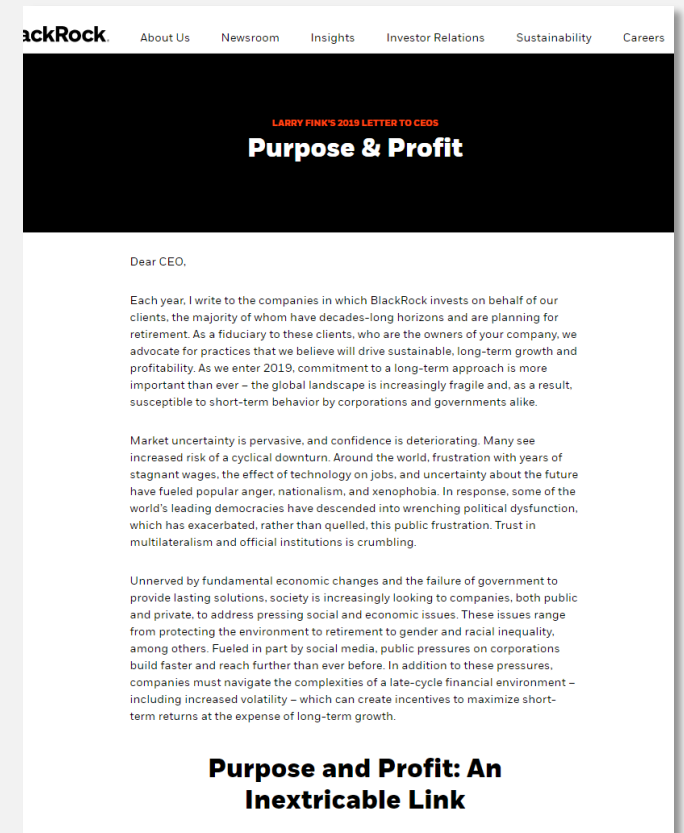 ackRock.
About Us Newsroom Insights Investor Relations Sustainability Careers
LARRY FINK'S 2019 LETTER TO CEOS
Purpose & Profit
Dear CEO,
Each year, I write to the companies in which BlackRock invests on behalf of our
clients, the majority of whom have decades-long horizons and are planning for
retirement. As a fiduciary to these clients, who are the owners of your company, we
advocate for practices that we believe will drive sustainable, long-term growth and
profitability. As we enter 2019, commitment to a long-term approach is more
important than ever – the global landscape is increasingly fragile and, as a result,
susceptible to short-term behavior by corporations and governments alike.
Market uncertainty is pervasive, and confidence is deteriorating. Many see
increased risk of a cyclical downturn. Around the world, frustration with years of
stagnant wages, the effect of technology on jobs, and uncertainty about the future
have fueled popular anger, nationalism, and xenophobia. In response, some of the
world's leading democracies have descended into wrenching political dysfunction,
which has exacerbated, rather than quelled, this public frustration. Trust in
multilateralism and official institutions is crumbling.
Unnerved by fundamental economic changes and the failure of government to
provide lasting solutions, society is increasingly looking to companies, both public
and private, to address pressing social and economic issues. These issues range
from protecting the environment to retirement to gender and racial inequality,
among others. Fueled in part by social media, public pressures on corporations
build faster and reach further than ever before. In addition to these pressures,
companies must navigate the complexities of a late-cycle financial environment –
including increased volatility – which can create incentives to maximize short-
term returns at the expense of long-term growth.
Purpose and Profit: An
Inextricable Link